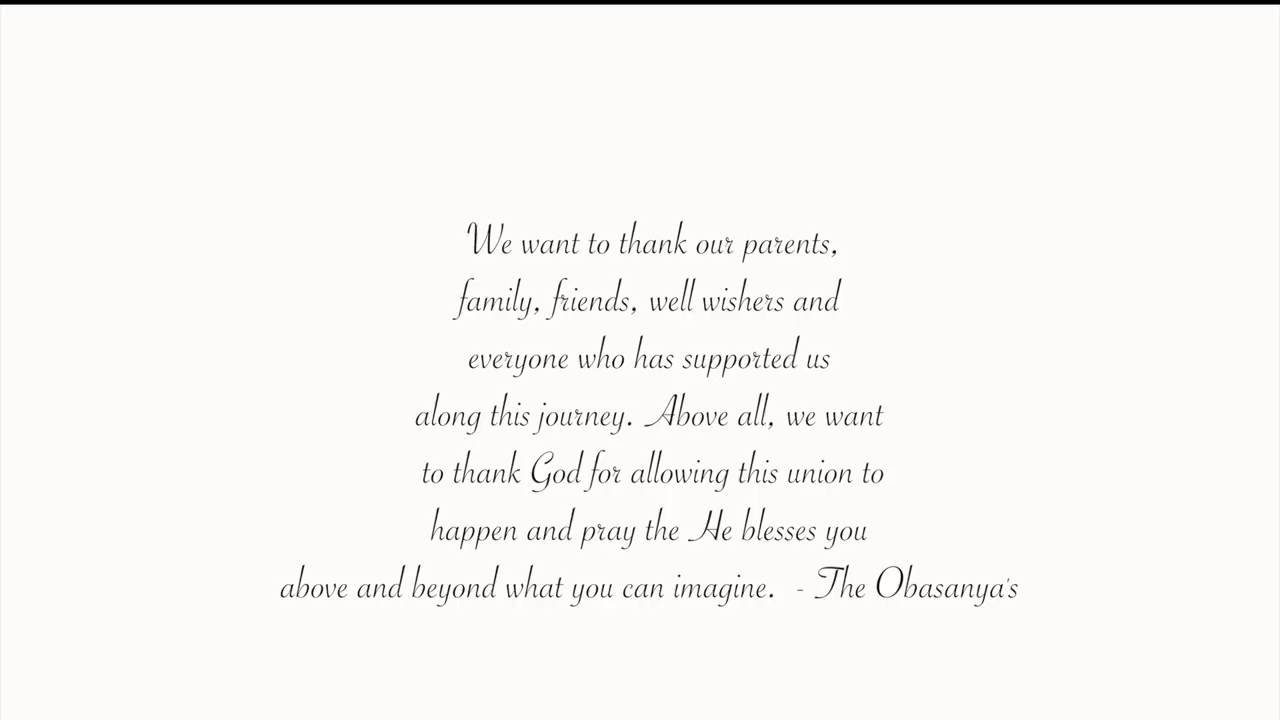 We want to thank our parents,
family, friends, well wishers and
everyone who has supported us
along this journey. Above all, we want
to thank God for allowing this union to
happen and pray the He blesses you
above and beyond what you can imagine. - The Obasanya's